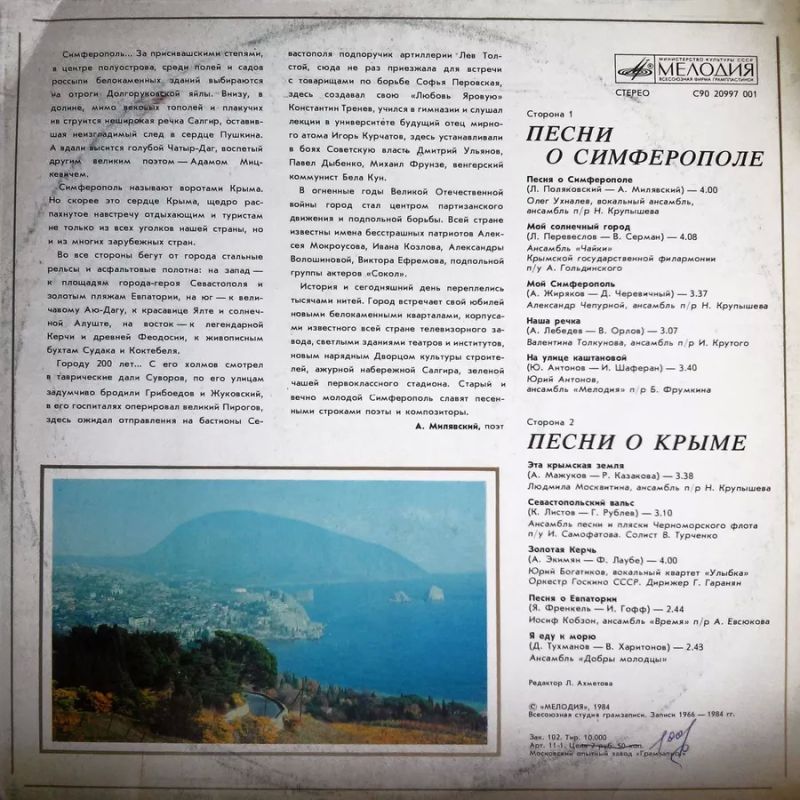 Симферополь... За присивашскими степями,
в центре полуострова, среди полей и садов
россыпи белокаменных зданий выбираются
на отроги Долгоруковской яйлы. Внизу, в
долине, мимо вековых тополей и плакучих
ив струится неширокая речка Салгир, оставив-
шая неизгладимый след в сердце Пушкина.
А вдали высится голубой Чатыр-Даг, воспетый
другим великим поэтом — Адамом Миц-
кевичем.
Симферополь называют воротами Крыма.
Но скорее это сердце Крыма, щедро рас-
пахнутое навстречу отдыхающим и туристам
не только из всех уголков нашей страны, но
и из многих зарубежных стран.
Во все стороны бегут от города стальные
рельсы и асфальтовые полотна: на запад —
к площадям города-героя Севастополя и
золотым пляжам Евпатории, на юг — к вели-
чавому Аю-Дагу, к красавице Ялте и солнеч-
ной Алуште, на восток — к легендарной
Керчи и древней Феодосии, к живописным
бухтам Судака и Коктебеля.
Городу 200 лет... С его холмов смотрел
в таврические дали Суворов, по его улицам
задумчиво бродили Грибоедов и Жуковский,
в его госпиталях оперировал великий Пирогов,
здесь ожидал отправления на бастионы Се-
вастополя подпоручик артиллерии Лев Тол-
стой, сюда не раз приезжала для встречи
с товарищами по борьбе Софья Перовская,
здесь создавал свою «Любовь Яровую»
Константин Тренев, учился в гимназии и слушал
лекции в университете будущий отец мирно-
го атома Игорь Курчатов, здесь устанавливали
в боях Советскую власть Дмитрий Ульянов,
Павел Дыбенко, Михаил Фрунзе, венгерский
коммунист Бела Кун.
В огненные годы Великой Отечественной
войны город стал центром партизанского
движения и подпольной борьбы. Всей стране
известны имена бесстрашных патриотов Алек-
сея Мокроусова, Ивана Козлова, Александры
Волошиновой, Виктора Ефремова, подпольной
группы актеров «Сокол».
История и сегодняшний день переплелись
тысячами нитей. Город встречает свой юбилей
новыми белокаменными кварталами, корпуса-
ми известного всей стране телевизорного за-
вода, светлыми зданиями театров и институтов,
новым нарядным Дворцом культуры строите-
лей, ажурной набережной Салгира, зеленой
чашей первоклассного стадиона. Старый и
вечно молодой Симферополь славят песен-
ными строками поэты и композиторы.
А. Милявский, поэт
МИНИСТЕРСТВО КУЛЬТУРЫ СССР
МЕЛОДИЯ
ВСЕСОЮЗНАЯ ФИРМА ГРАМПЛАСТИНОК
СТЕРЕО С90 20997 001
Сторона 1
ПЕСНИ
О СИМФЕРОПОЛЕ
Песня о Симферополе
(Л. Поляковский — А. Милявский) — 4.00
Олег Ухналев, вокальный ансамбль,
ансамбль п/р Н. Крупышева
Мой солнечный город
(Л. Перевеслов — В. Серман) — 4.08
Ансамбль «Чайки»
Крымской государственной филармонии
п/у А. Гольдинского
Мой Симферополь
(А. Жиряков — Д. Черевичный) — 3.37
Александр Чепурной, ансамбль п/р Н. Крупышева
Наша речка
(А. Лебедев — В. Орлов) — 3.07
Валентина Толкунова, ансамбль п/р И. Крутого
На улице каштановой
(Ю. Антонов — И. Шаферан) — 3.40
Юрий Антонов,
ансамбль «Мелодия» п/р Б. Фрумкина
Сторона 2
ПЕСНИ О КРЫМЕ
Эта крымская земля
(А. Мажуков — Р. Казакова) — 3.38
Людмила Москвитина, ансамбль п/р Н. Крупышева
Севастопольский вальс
(К. Листов — Г. Рублев) — 3.10
Ансамбль песни и пляски Черноморского флота
п/у И. Самофатова. Солист В. Турченко
Золотая Керчь
(А. Экимян — Ф. Лаубе) — 4.00
Юрий Богатиков, вокальный квартет «Улыбка»
Оркестр Госкино СССР. Дирижер Г. Гаранян
Песня о Евпатории
(Я. Френкель — И. Гофф) — 2.44
Иосиф Кобзон, ансамбль «Время» п/р А. Евсюкова
Я еду к морю
(Д. Тухманов — В. Харитонов) — 2.43
Ансамбль «Добры молодцы»
Редактор Л. Ахметова
© «МЕЛОДИЯ», 1984
Всесоюзная студия грамзаписи. Записи 1966 — 1984 гг.
Зак. 102. Тир. 10.000
Арт. 11-1. Цена 2 руб. 50 коп.
Московский опытный завод «Грамзапись»